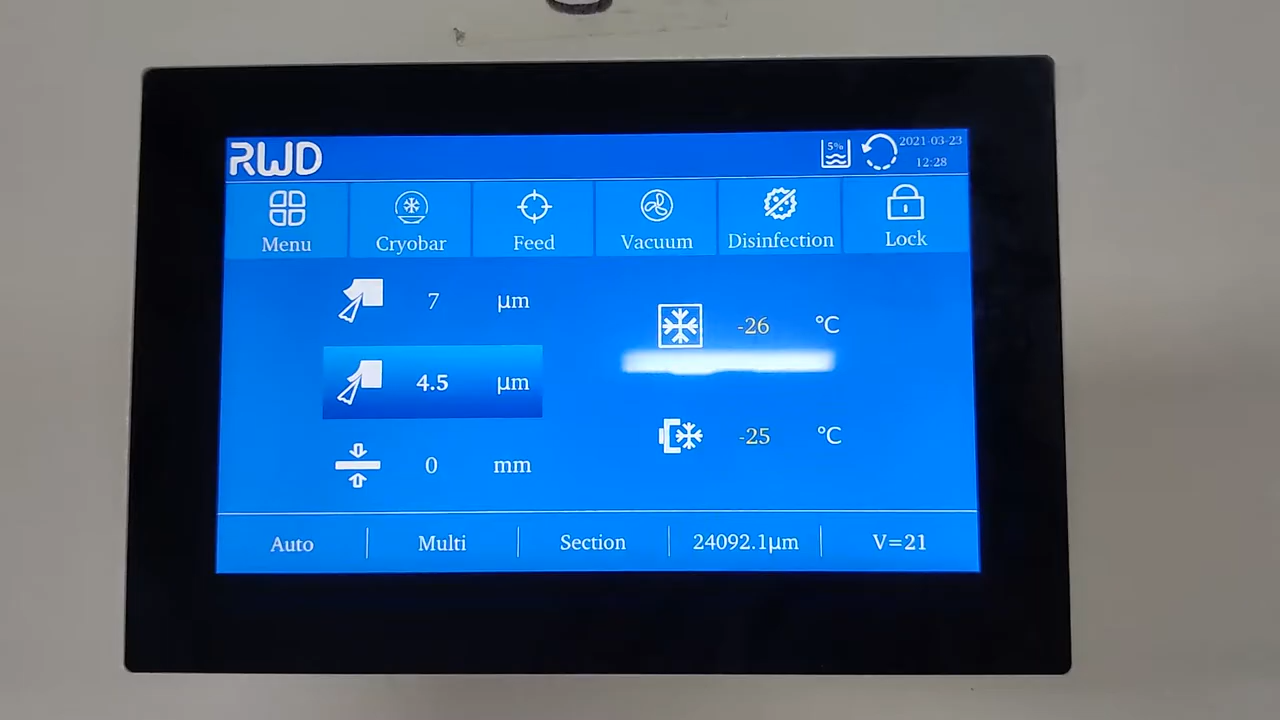 RWD
5%
2021-03-23
12:28
Menu
Cryobar
Feed
Vacuum
Disinfection
Lock
7 µm
-26 °C
4.5 µm
-25 °C
0 mm
Auto
Multi
Section
24092.1µm
V=21